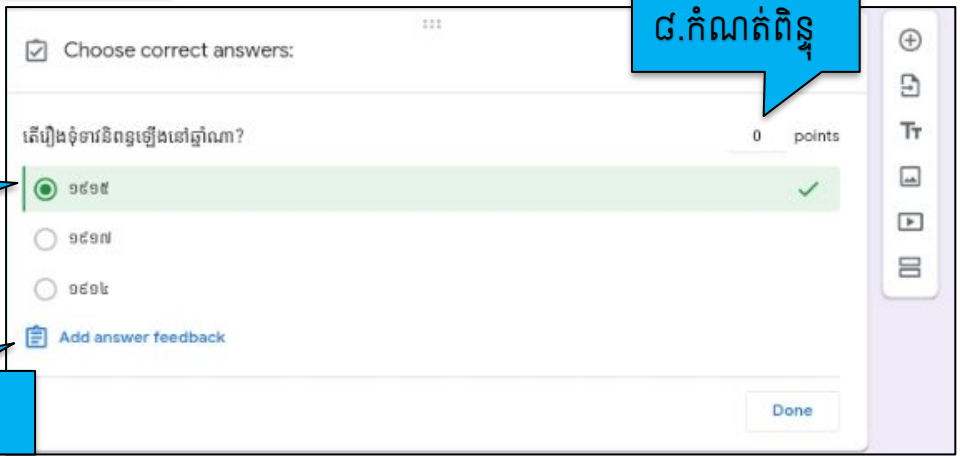 ៨.កំណត់ពិន្ទុ
Choose correct answers:
តើរឿងទុំទាវនិពន្ធឡើងនៅឆ្នាំណា?
0 points
១៩១៥
១៩១៧
១៩១៤
Add answer feedback
Done
Tт